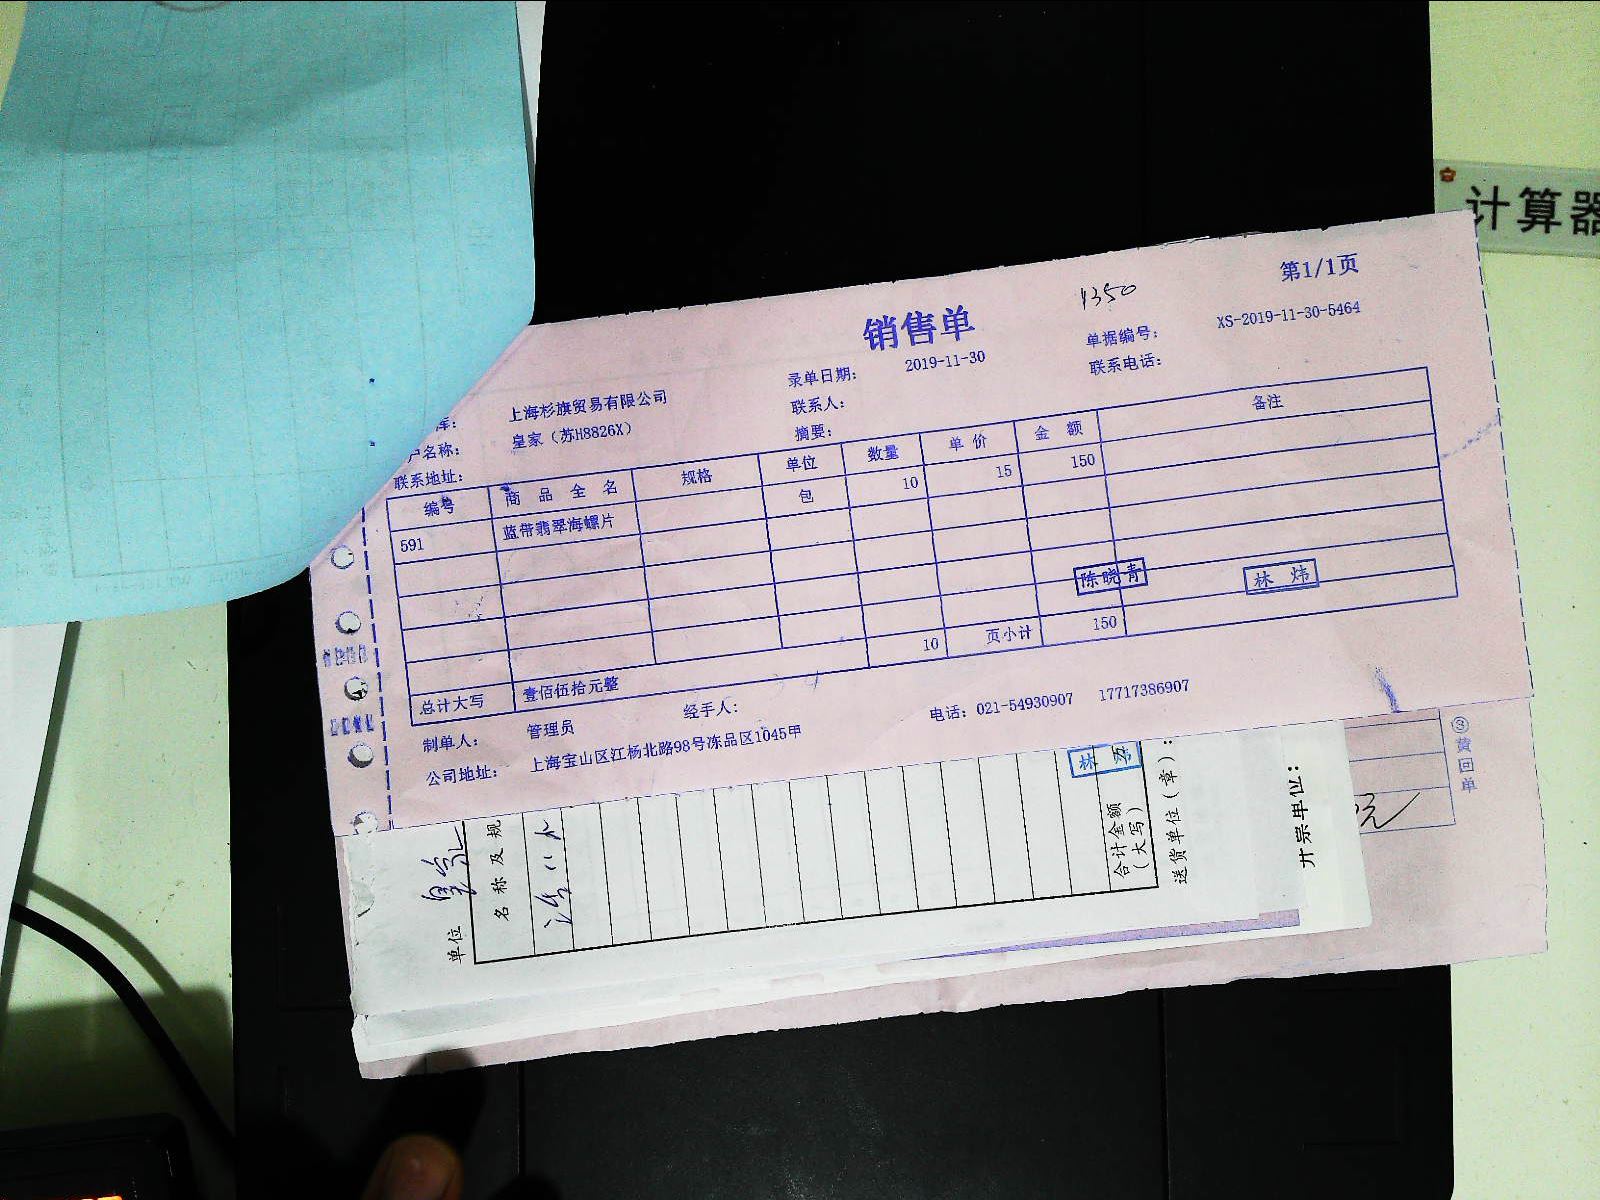 计算器
第1/1页
销售单
录单日期： 2019-11-30
单据编号： XS-2019-11-30-5464
库： 上海杉旗贸易有限公司
联系人：
联系电话：
户名称： 皇家（苏H8826X）
摘要：
联系地址：
编号 商品全名 规格 单位 数量 单价 金额 备注
591 蓝带翡翠海螺片 包 10 15 150
陈晓青 林炜
10 页小计 150
总计大写 壹佰伍拾元整
制单人： 管理员 经手人： 电话：021-54930907 17717386907
公司地址： 上海宝山区江杨北路98号冻品区1045甲
林炜
单位 皇家
名称及规
合计金额
（大写）
送货单位（章）：
开票单位：
黄回单
元